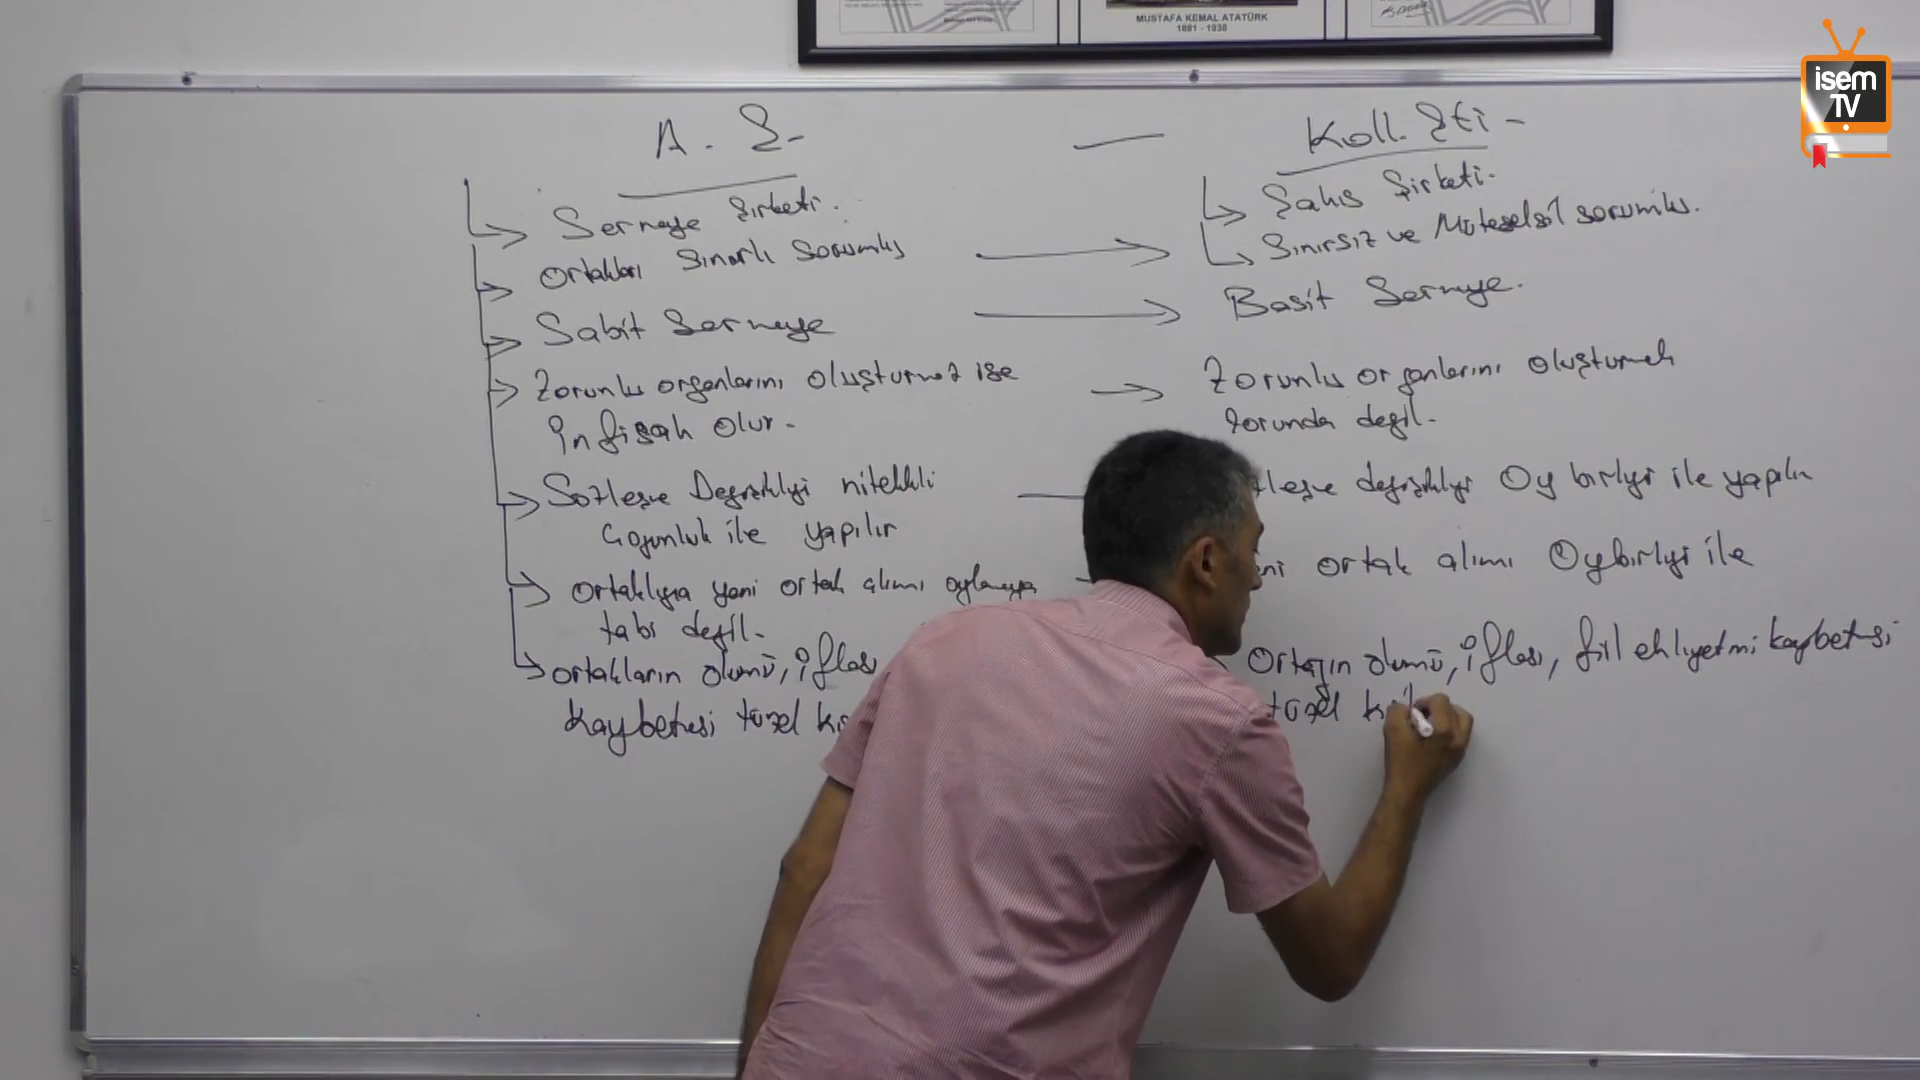 MUSTAFA KEMAL ATATÜRK
1881 - 1938
isem
TV
A.Ş.
Sermaye Şirketi.
Ortakları Sınırlı Sorumlu
Sabit Sermaye
Zorunlu organlarını oluşturmaz ise
infisah Olur.
Sözleşme Değişikliği nitelikli
Çoğunluk ile yapılır
Ortaklığa yeni ortak alımı oylamaya
tabi değil.
Ortakların ölümü, iflası
Kaybetmesi tüzel
Koll. Şti
Şahıs Şirketi.
Sınırsız ve Müteselsil sorumlu.
Basit Sermaye.
Zorunlu organlarını oluşturmak
zorunda değil.
değişikliği Oy birliği ile yapılır
ortak alımı Oybirliği ile
Ortağın ölümü, iflası, fiil ehliyetini kaybetmesi
tüzel